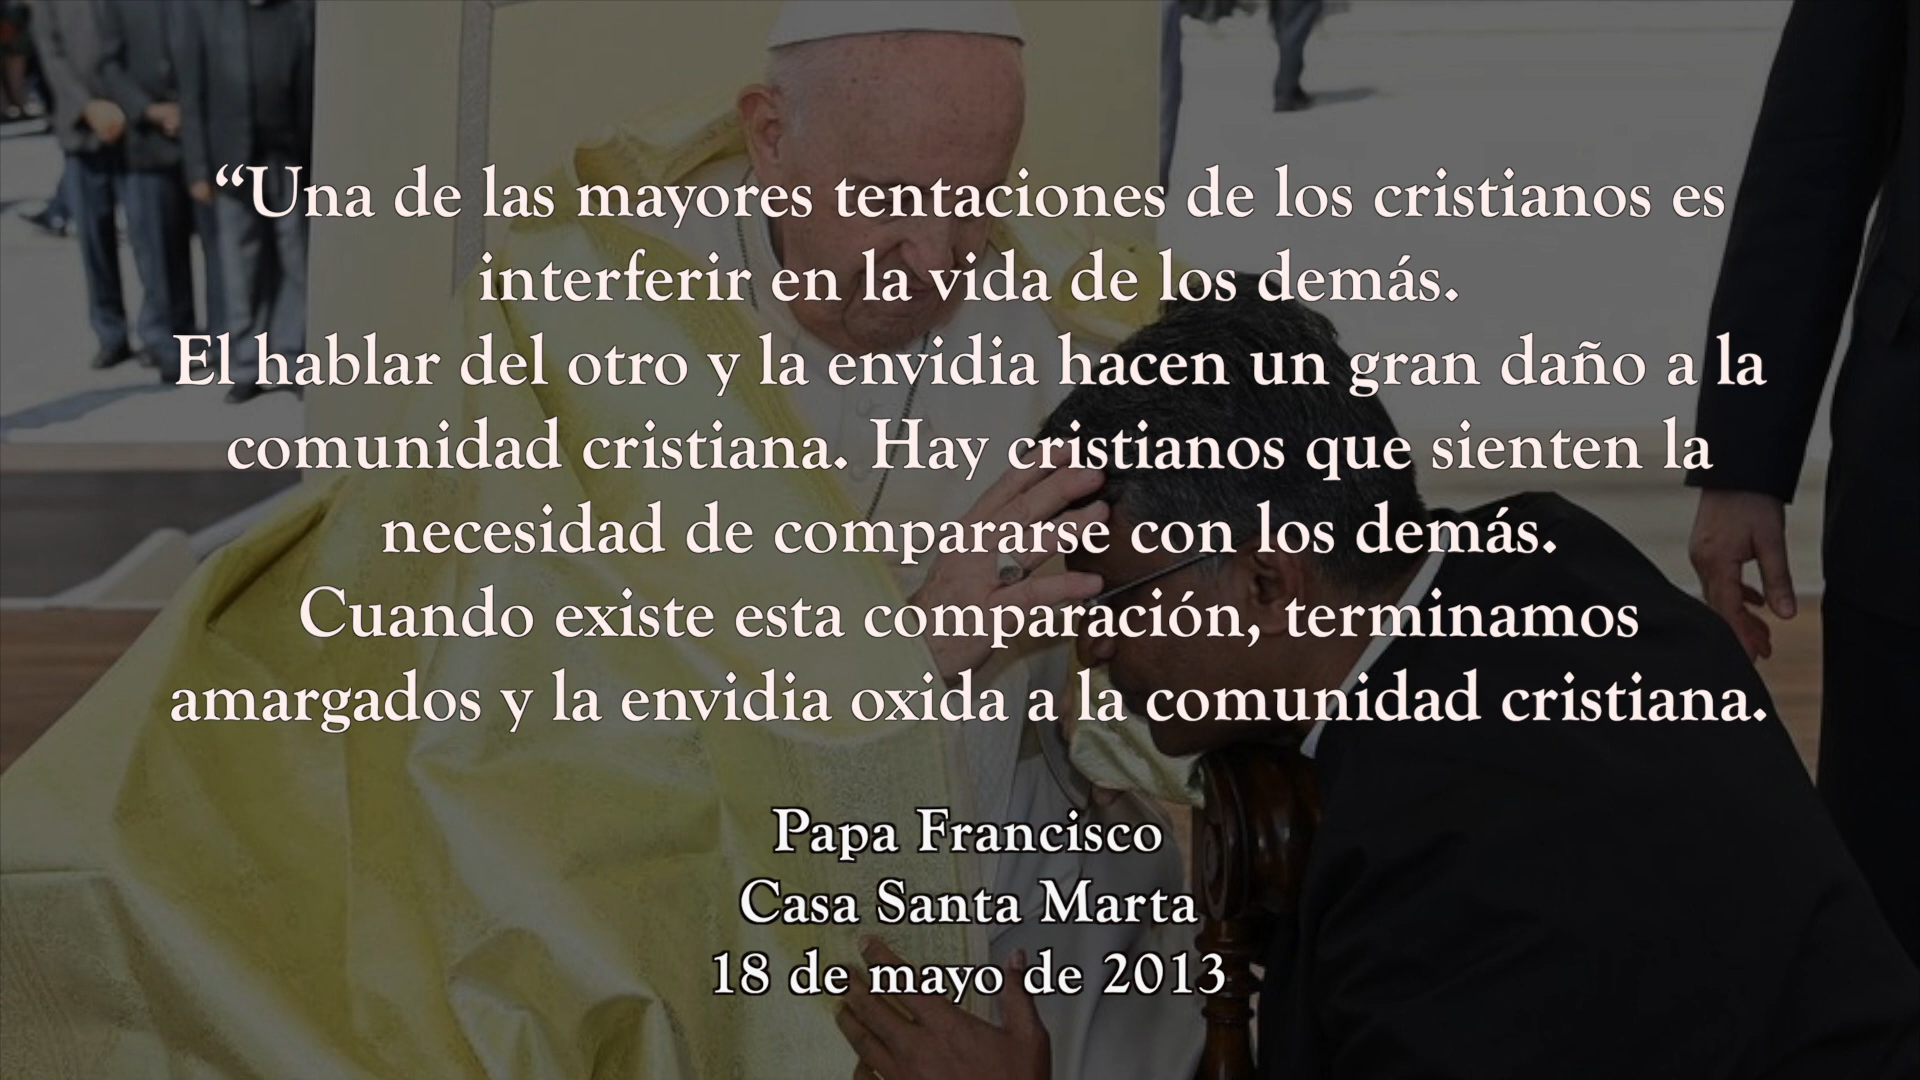 “Una de las mayores tentaciones de los cristianos es
interferir en la vida de los demás.
El hablar del otro y la envidia hacen un gran daño a la
comunidad cristiana. Hay cristianos que sienten la
necesidad de compararse con los demás.
Cuando existe esta comparación, terminamos
amargados y la envidia oxida a la comunidad cristiana.
Papa Francisco
Casa Santa Marta
18 de mayo de 2013